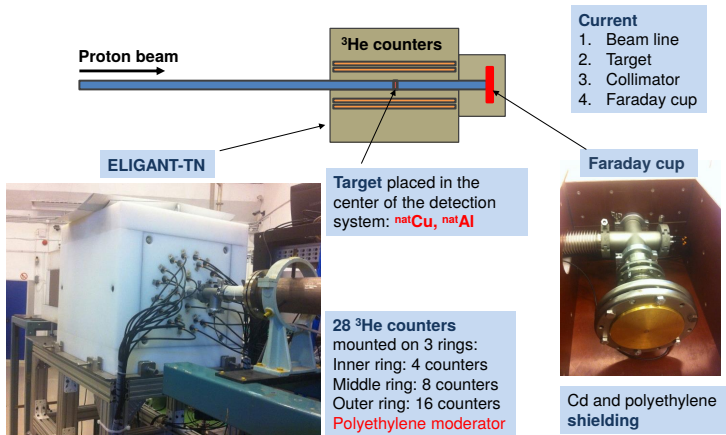 ³He counters
Proton beam
Current
1. Beam line
2. Target
3. Collimator
4. Faraday cup
ELIGANT-TN
Target placed in the
center of the detection
system: ⁿᵃᵗCu, ⁿᵃᵗAl
Faraday cup
28 ³He counters
mounted on 3 rings:
Inner ring: 4 counters
Middle ring: 8 counters
Outer ring: 16 counters
Polyethylene moderator
Cd and polyethylene
shielding